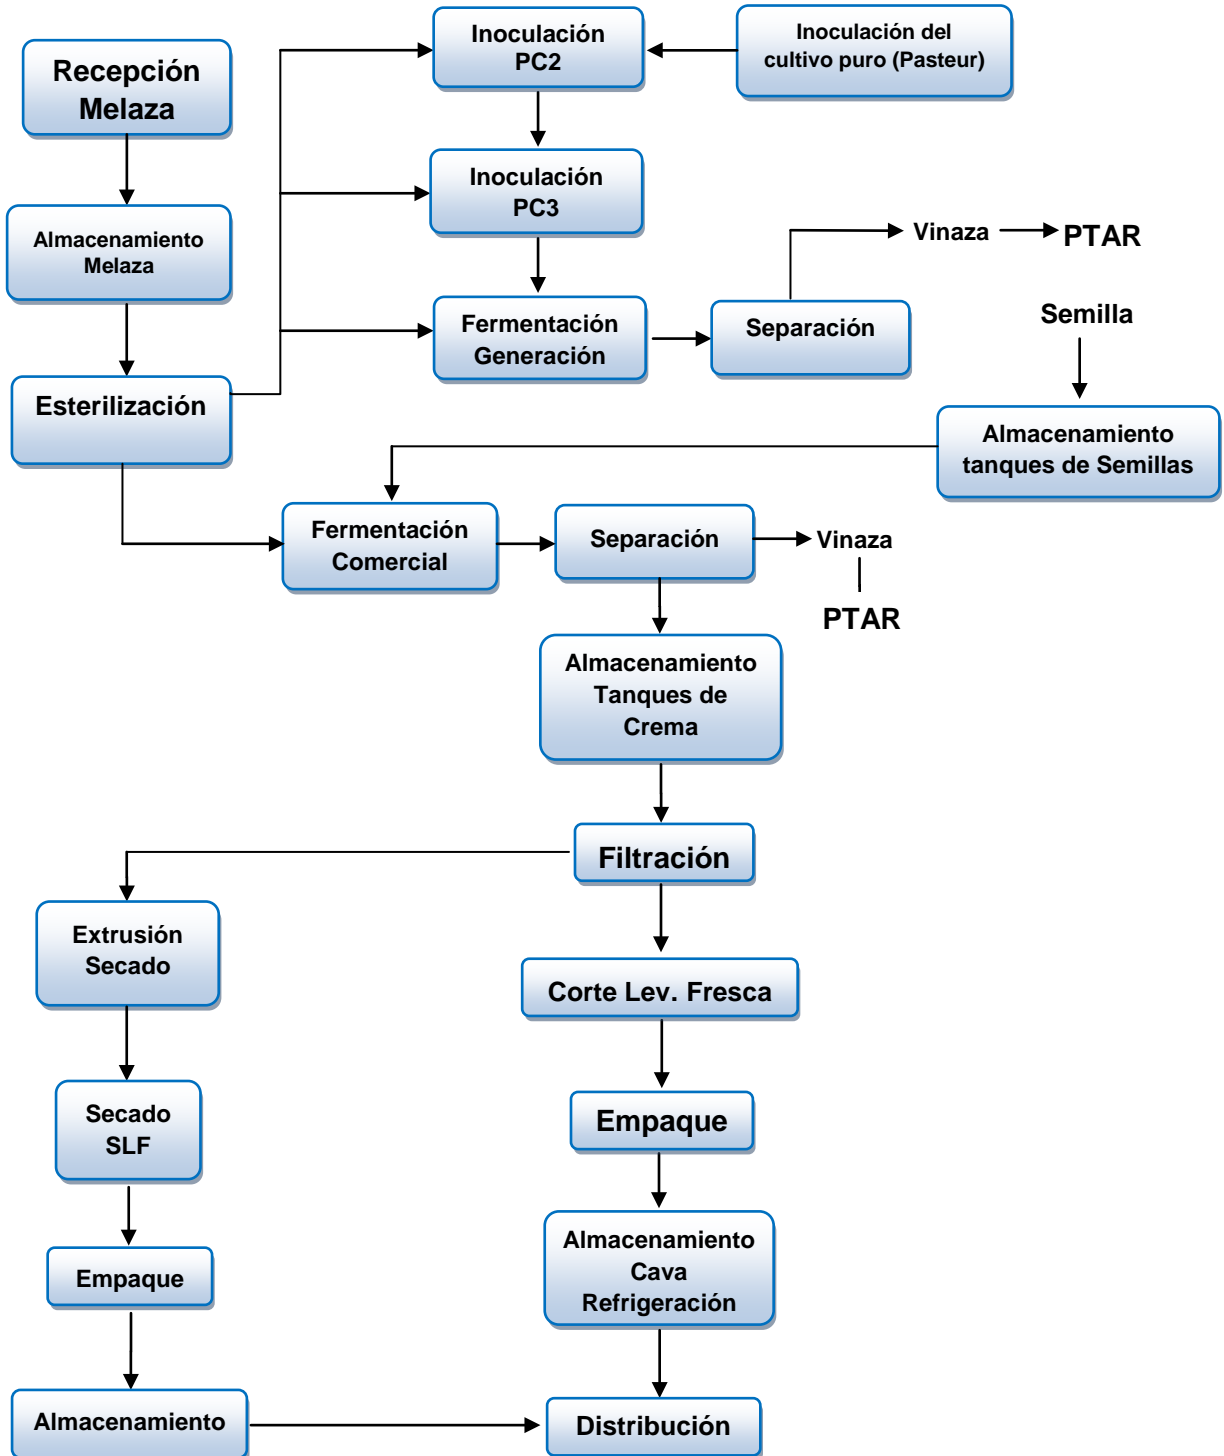 Recepción
Melaza
Inoculación
PC2
Inoculación del
cultivo puro (Pasteur)
Almacenamiento
Melaza
Inoculación
PC3
Vinaza
PTAR
Esterilización
Fermentación
Generación
Separación
Semilla
Almacenamiento
tanques de Semillas
Fermentación
Comercial
Separación
Vinaza
PTAR
Almacenamiento
Tanques de
Crema
Filtración
Extrusión
Secado
Corte Lev. Fresca
Secado
SLF
Empaque
Empaque
Almacenamiento
Cava
Refrigeración
Almacenamiento
Distribución